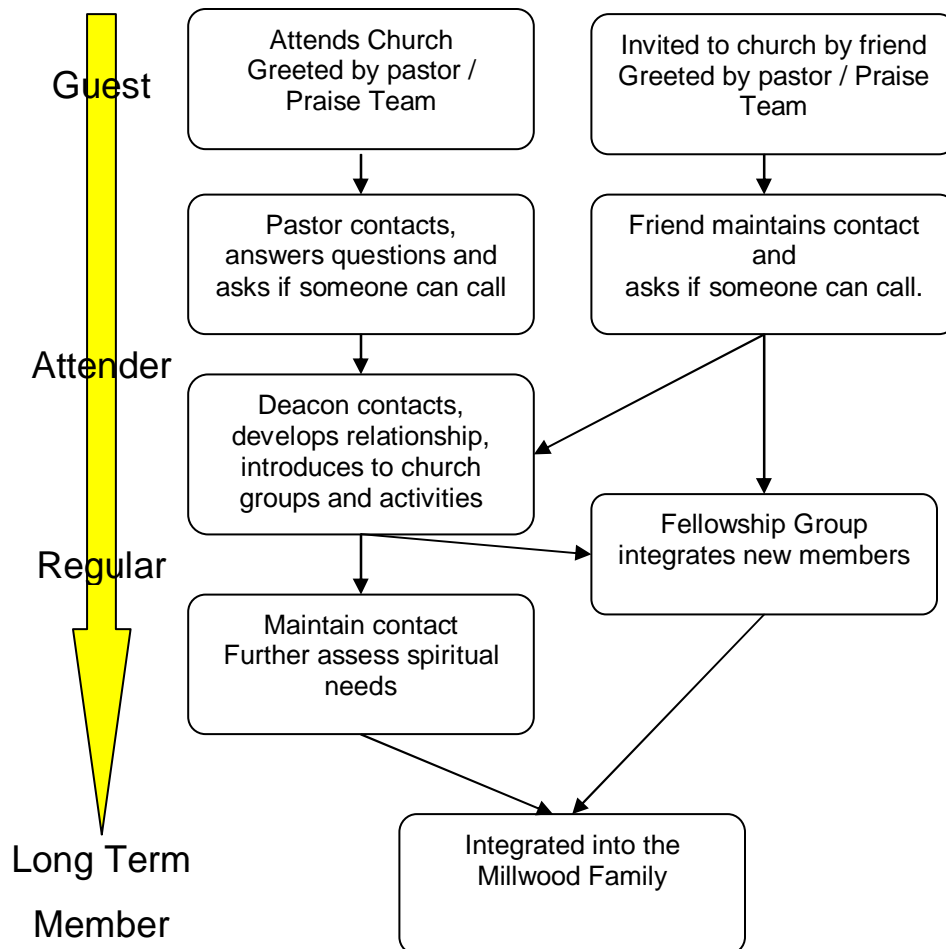 Guest
Attends Church
Greeted by pastor /
Praise Team
Invited to church by friend
Greeted by pastor / Praise
Team
Pastor contacts,
answers questions and
asks if someone can call
Friend maintains contact
and
asks if someone can call.
Attender
Deacon contacts,
develops relationship,
introduces to church
groups and activities
Fellowship Group
integrates new members
Regular
Maintain contact
Further assess spiritual
needs
Integrated into the
Millwood Family
Long Term
Member